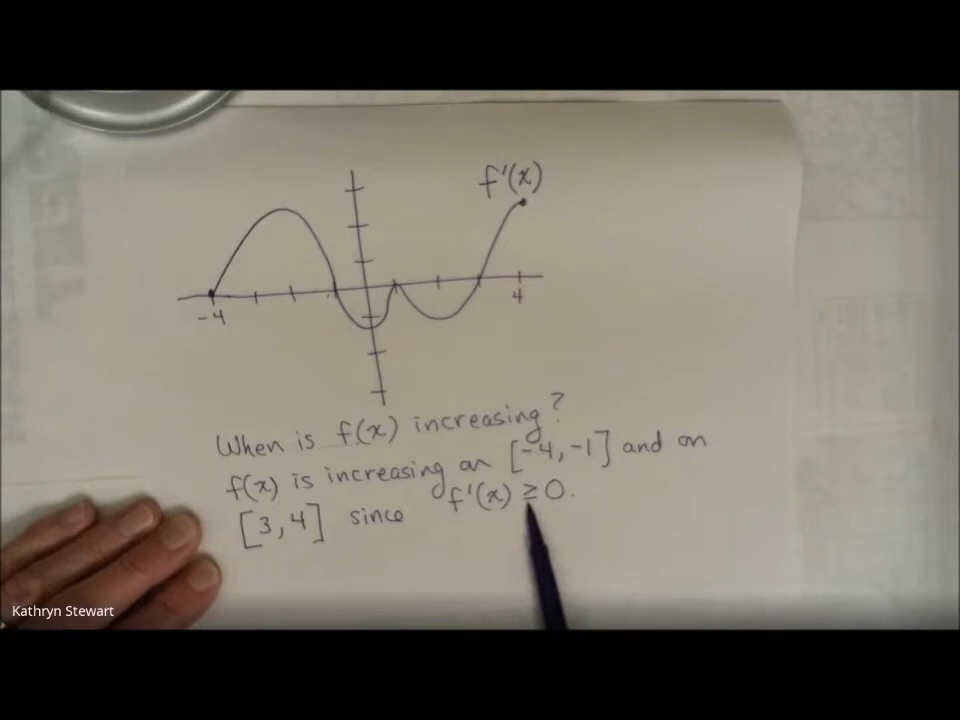 f'(x)
-4
4
When is f(x) increasing?
f(x) is increasing on [-4,-1] and on
[3,4] since f'(x) ≥ 0.
Kathryn Stewart